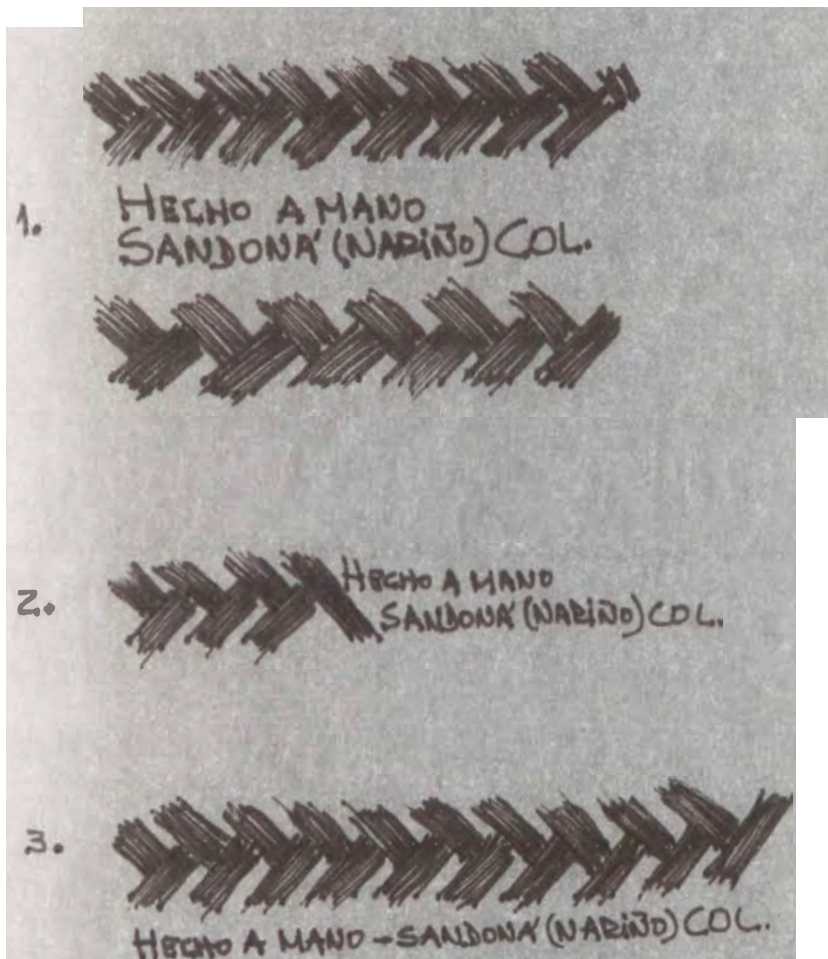 1.
HECHO A MANO
SANDONÁ (NARIÑO) COL.
2.
HECHO A MANO
SANDONÁ (NARIÑO) COL.
3.
HECHO A MANO - SANDONÁ (NARIÑO) COL.